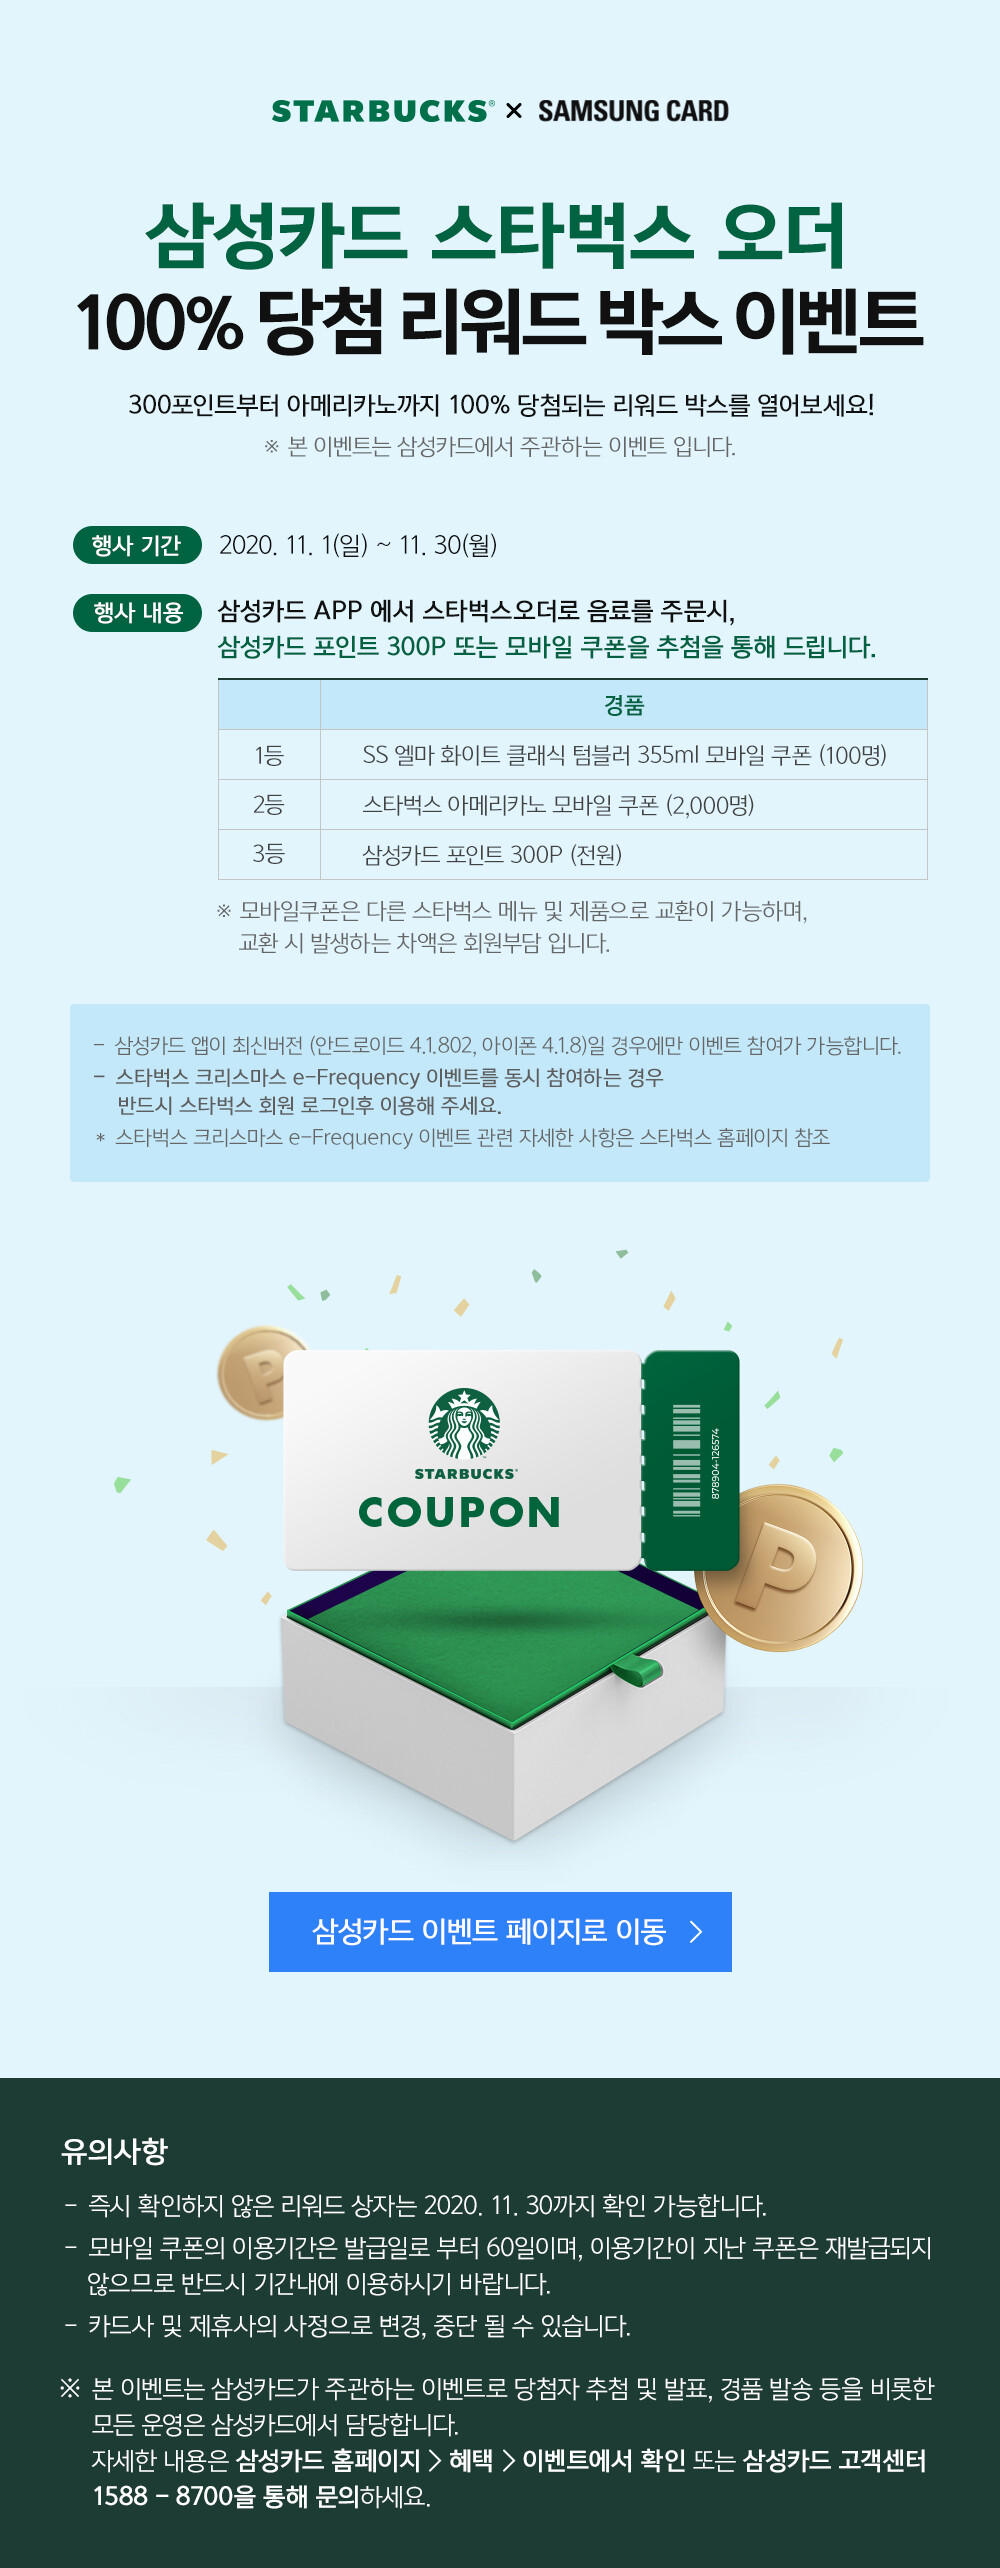 STARBUCKS® × SAMSUNG CARD
삼성카드 스타벅스 오더
100% 당첨 리워드 박스 이벤트
300포인트부터 아메리카노까지 100% 당첨되는 리워드 박스를 열어보세요!
※ 본 이벤트는 삼성카드에서 주관하는 이벤트 입니다.
행사 기간 2020. 11. 1(일) ~ 11. 30(월)
행사 내용 삼성카드 APP 에서 스타벅스오더로 음료를 주문시,
삼성카드 포인트 300P 또는 모바일 쿠폰을 추첨을 통해 드립니다.
경품
1등 SS 엘마 화이트 클래식 텀블러 355ml 모바일 쿠폰 (100명)
2등 스타벅스 아메리카노 모바일 쿠폰 (2,000명)
3등 삼성카드 포인트 300P (전원)
※ 모바일쿠폰은 다른 스타벅스 메뉴 및 제품으로 교환이 가능하며,
교환 시 발생하는 차액은 회원부담 입니다.
- 삼성카드 앱이 최신버전 (안드로이드 4.1.802, 아이폰 4.1.8)일 경우에만 이벤트 참여가 가능합니다.
- 스타벅스 크리스마스 e-Frequency 이벤트를 동시 참여하는 경우
반드시 스타벅스 회원 로그인후 이용해 주세요.
* 스타벅스 크리스마스 e-Frequency 이벤트 관련 자세한 사항은 스타벅스 홈페이지 참조
P
STARBUCKS®
COUPON
878904-126574
P
삼성카드 이벤트 페이지로 이동 >
유의사항
- 즉시 확인하지 않은 리워드 상자는 2020. 11. 30까지 확인 가능합니다.
- 모바일 쿠폰의 이용기간은 발급일로 부터 60일이며, 이용기간이 지난 쿠폰은 재발급되지
않으므로 반드시 기간내에 이용하시기 바랍니다.
- 카드사 및 제휴사의 사정으로 변경, 중단 될 수 있습니다.
※ 본 이벤트는 삼성카드가 주관하는 이벤트로 당첨자 추첨 및 발표, 경품 발송 등을 비롯한
모든 운영은 삼성카드에서 담당합니다.
자세한 내용은 삼성카드 홈페이지 > 혜택 > 이벤트에서 확인 또는 삼성카드 고객센터
1588 - 8700을 통해 문의하세요.